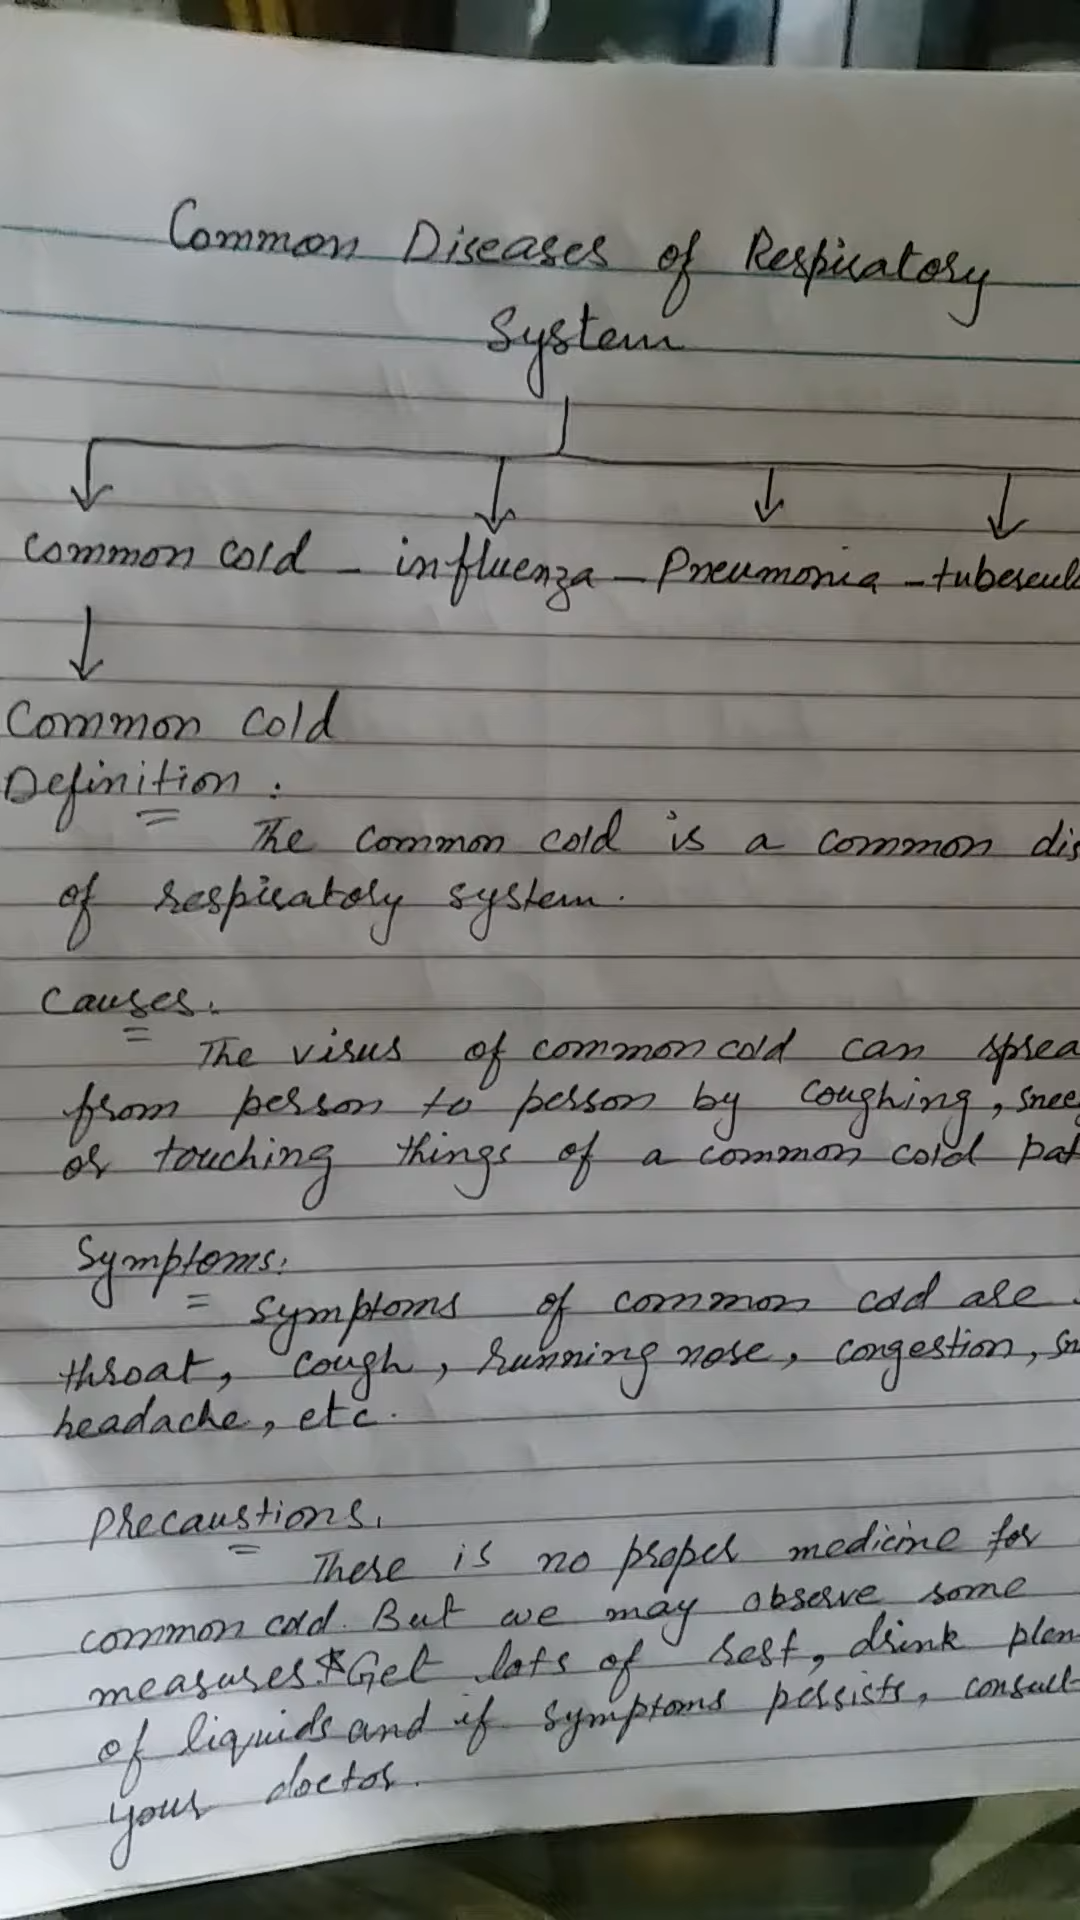 Common Diseases of Respiratory
System
Common Cold - influenza - Pneumonia - tubercul
Common Cold
Definition :
The common cold is a common dis
of respiratory system.
Causes:
The virus of common cold can sprea
from person to person by coughing, snee
or touching things of a common cold pat
Symptoms:
Symptoms of common cold are
throat, cough, running nose, congestion, sn
headache, etc.
Precaustions.
There is no proper medicine for
common cold. But we may observe some
measures. Get lots of rest, drink plen
of liquids and if symptoms persists, consult
your doctor.